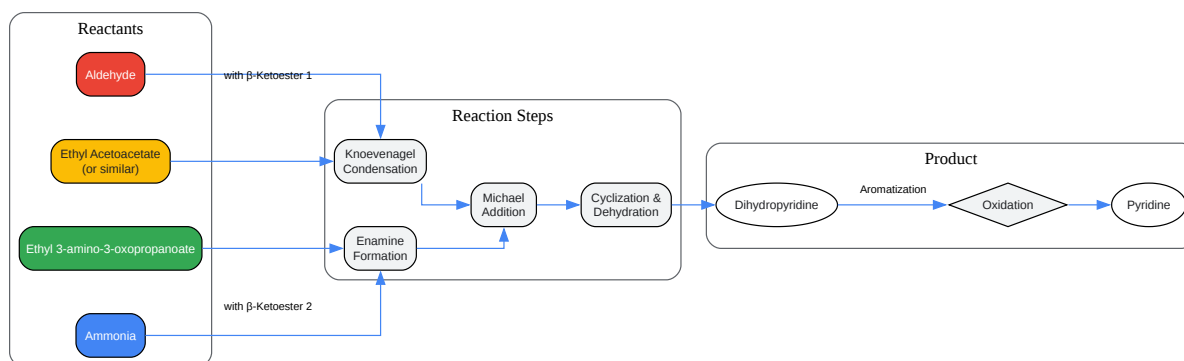 Reactants
Aldehyde
with β-Ketoester 1
Reaction Steps
Ethyl Acetoacetate
(or similar)
Knoevenagel
Condensation
Product
Michael
Addition
Cyclization &
Dehydration
Dihydropyridine
Aromatization
Oxidation
Pyridine
Ethyl 3-amino-3-oxopropanoate
Enamine
Formation
with β-Ketoester 2
Ammonia